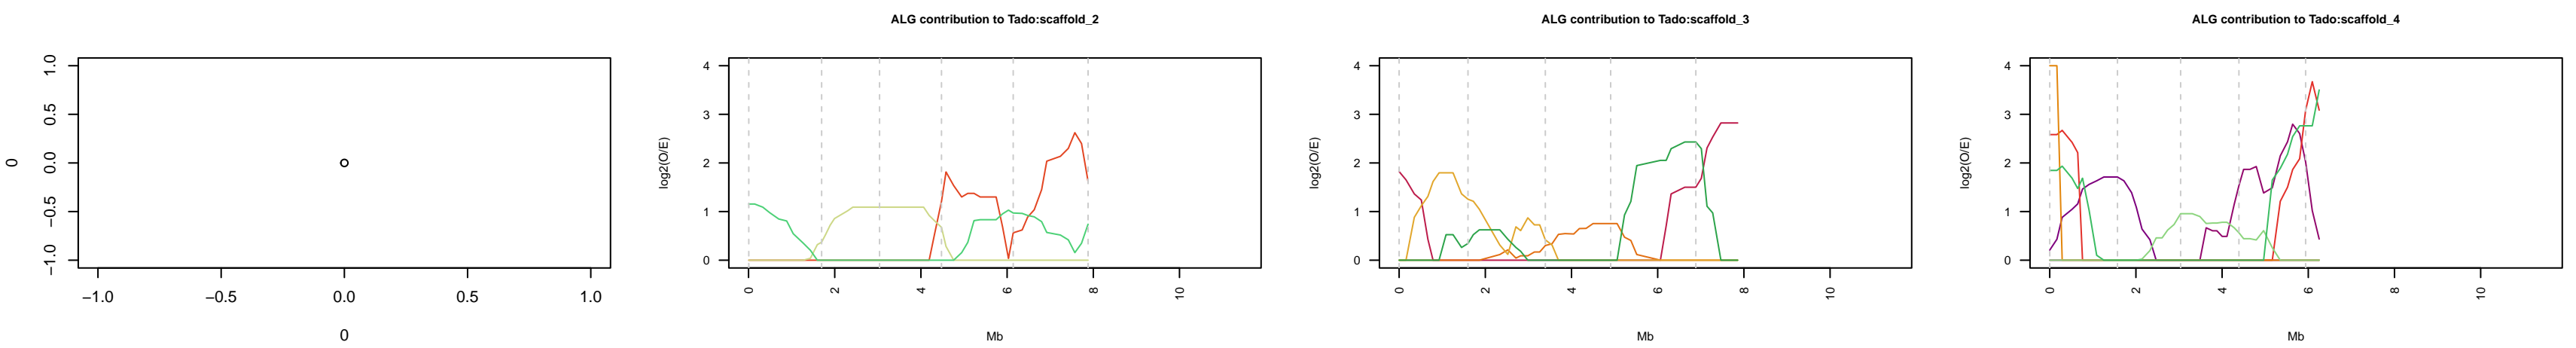 ALG contribution to Tado:scaffold_2
ALG contribution to Tado:scaffold_3
ALG contribution to Tado:scaffold_4
0
−1.0 −0.5 0.0 0.5 1.0
−1.0 −0.5 0.0 0.5 1.0
0
log2(O/E)
0 1 2 3 4
0 2 4 6 8 10
Mb
log2(O/E)
0 1 2 3 4
0 2 4 6 8 10
Mb
log2(O/E)
0 1 2 3 4
0 2 4 6 8 10
Mb